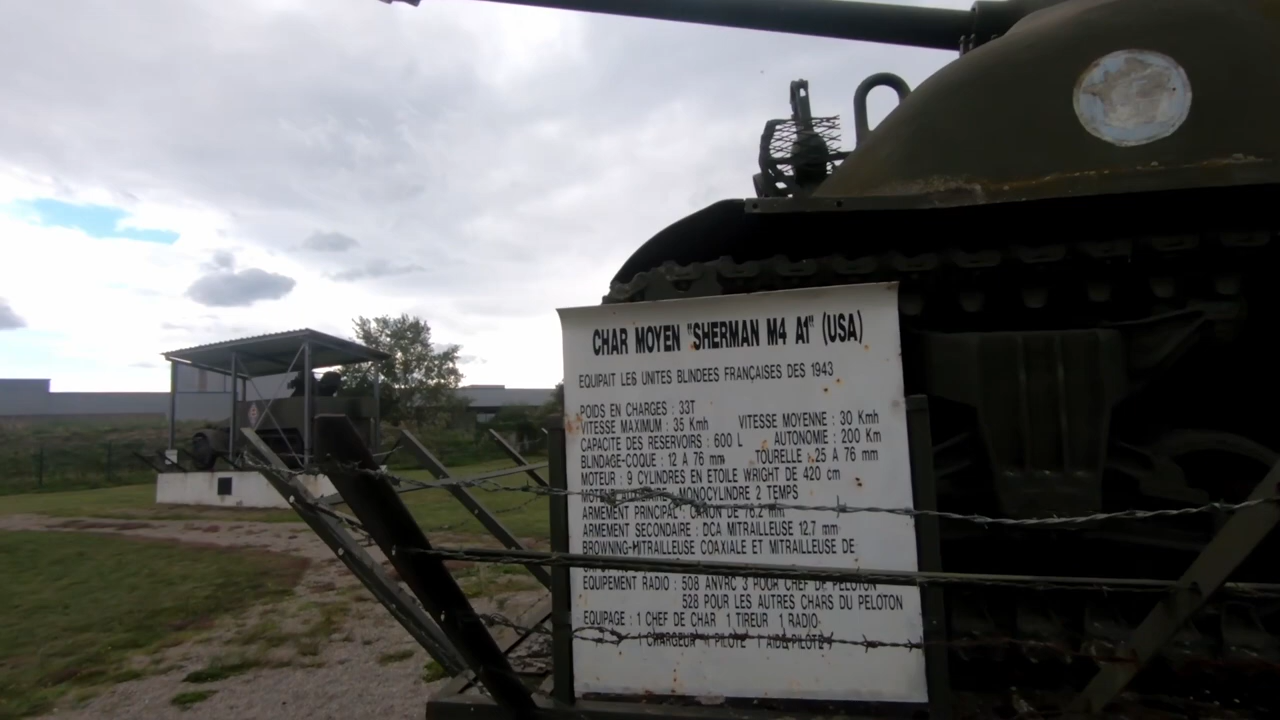 CHAR MOYEN "SHERMAN M4 A1" (USA)
EQUIPAIT LES UNITES BLINDEES FRANÇAISES DES 1943
POIDS EN CHARGES : 33T
VITESSE MAXIMUM : 35 Kmh VITESSE MOYENNE : 30 Kmh
CAPACITE DES RESERVOIRS : 600 L AUTONOMIE : 200 Km
BLINDAGE-COQUE : 12 A 76 mm TOURELLE : 25 A 76 mm
MOTEUR : 9 CYLINDRES EN ETOILE WRIGHT DE 420 cm
MOTEUR AUXILIAIRE MONOCYLINDRE 2 TEMPS
ARMEMENT PRINCIPAL : CANON DE 76.2 mm
ARMEMENT SECONDAIRE : DCA MITRAILLEUSE 12,7 mm
BROWNING-MITRAILLEUSE COAXIALE ET MITRAILLEUSE DE
EQUIPEMENT RADIO : 508 ANVRC 3 POUR CHEF DE PELOTON
528 POUR LES AUTRES CHARS DU PELOTON
EQUIPAGE : 1 CHEF DE CHAR 1 TIREUR 1 RADIO
1 CHARGEUR 1 PILOTE 1 AIDE PILOTE